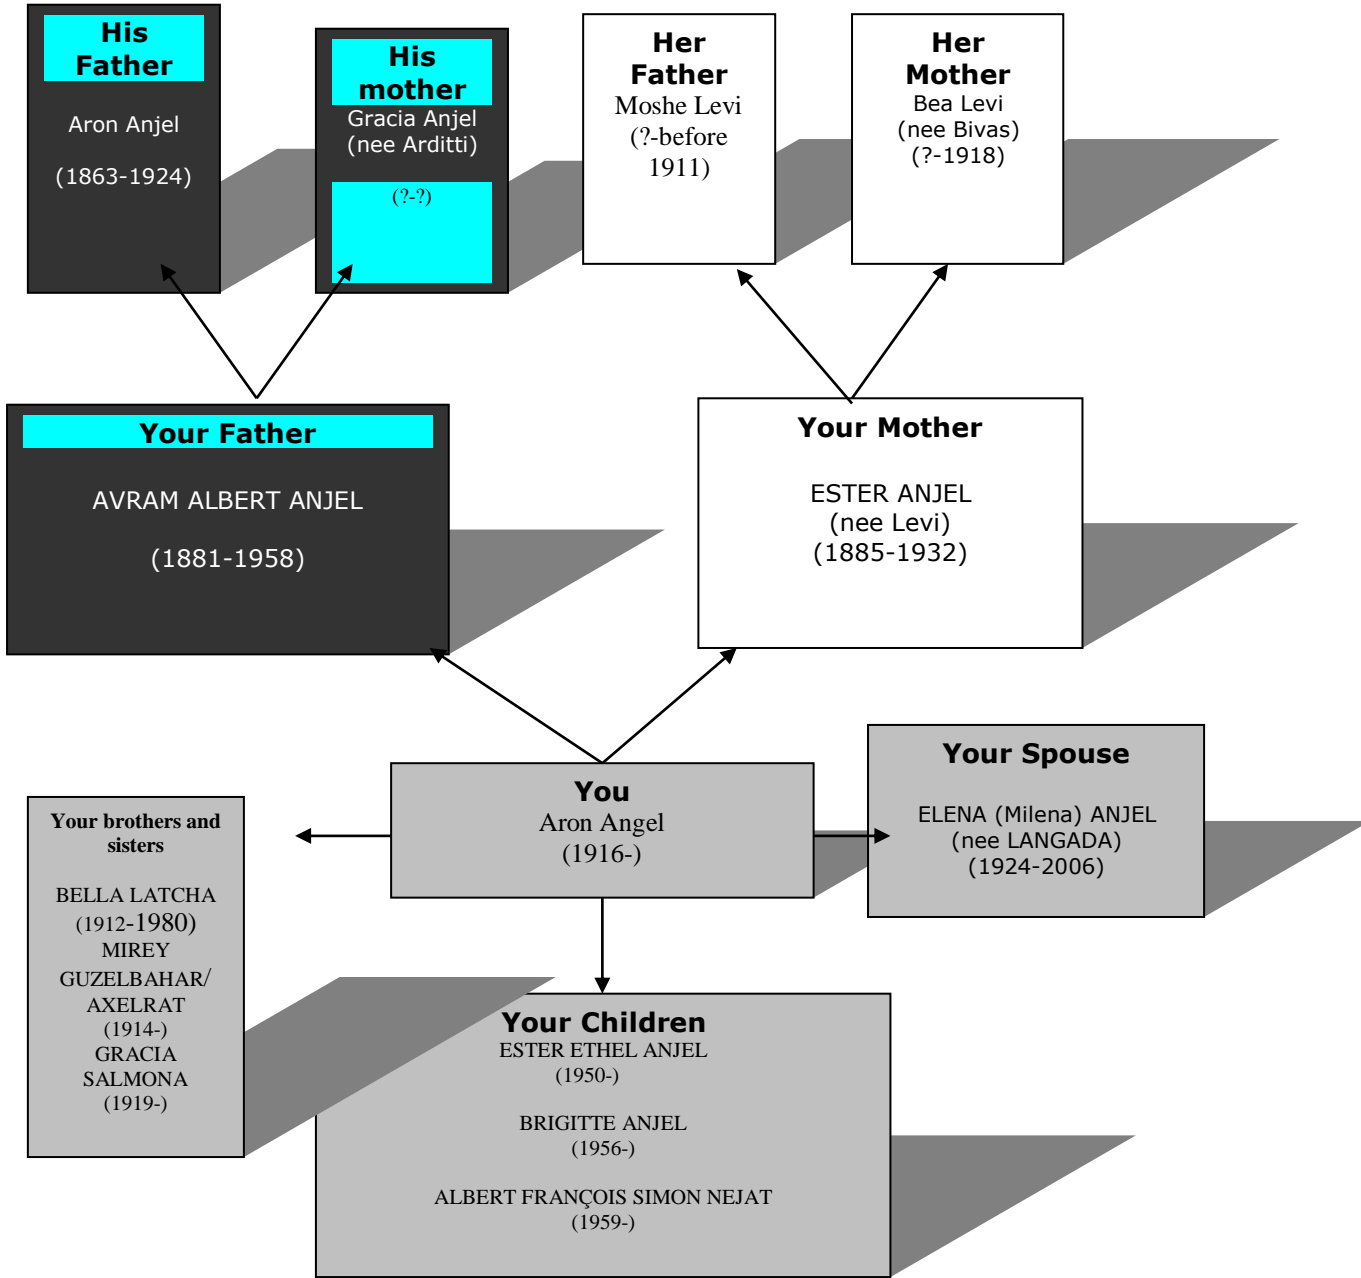 His
Father
Aron Anjel
(1863-1924)
His
mother
Gracia Anjel
(nee Arditti)
(?-?)
Her
Father
Moshe Levi
(?-before
1911)
Her
Mother
Bea Levi
(nee Bivas)
(?-1918)
Your Father
AVRAM ALBERT ANJEL
(1881-1958)
Your Mother
ESTER ANJEL
(nee Levi)
(1885-1932)
You
Aron Angel
(1916-)
Your Spouse
ELENA (Milena) ANJEL
(nee LANGADA)
(1924-2006)
Your brothers and
sisters
BELLA LATCHA
(1912-1980)
MIREY
GUZELBAHAR/
AXELRAT
(1914-)
GRACIA
SALMONA
(1919-)
Your Children
ESTER ETHEL ANJEL
(1950-)
BRIGITTE ANJEL
(1956-)
ALBERT FRANÇOIS SIMON NEJAT
(1959-)